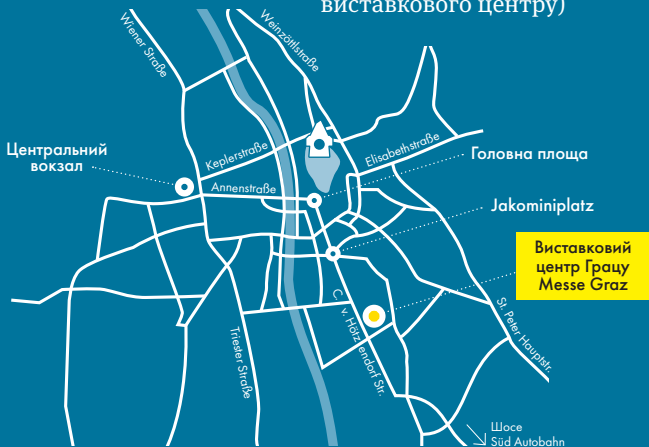 виставкового центру)
Wiener Straße
Weinzöttlstraße
Центральний
вокзал
Keplerstraße
Elisabethstraße
Головна площа
Annenstraße
Jakominiplatz
Виставковий
центр Грацу
Messe Graz
C. v. Hötzendorf Str.
St. Peter Hauptstr.
Triester Straße
Шосе
Süd Autobahn